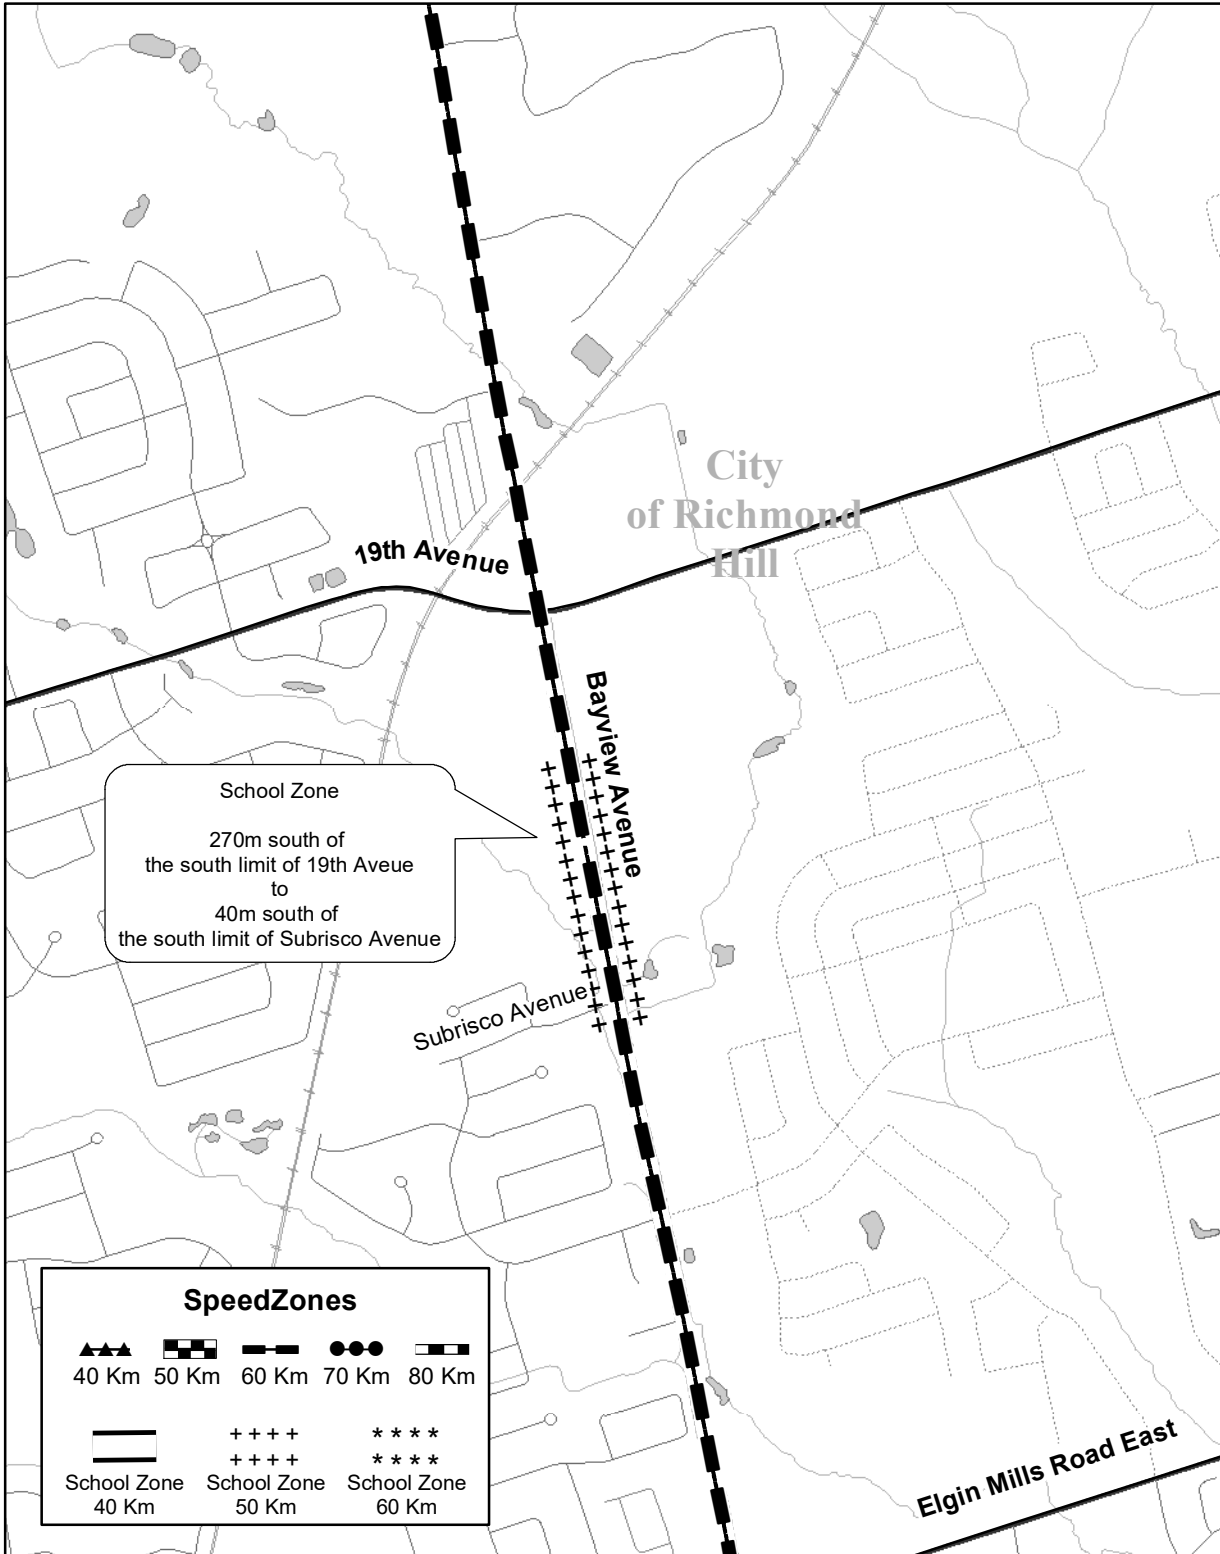 City
of Richmond
Hill
19th Avenue
Bayview Avenue
School Zone
270m south of
the south limit of 19th Aveue
to
40m south of
the south limit of Subrisco Avenue
Subrisco Avenue
SpeedZones
40 Km 50 Km 60 Km 70 Km 80 Km
School Zone School Zone School Zone
40 Km 50 Km 60 Km
Elgin Mills Road East